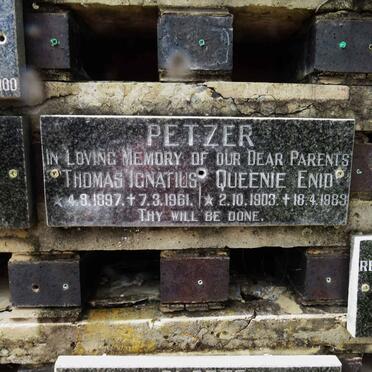 PETZER
IN LOVING MEMORY OF OUR DEAR PARENTS
THOMAS IGNATIUS QUEENIE ENID
★4.8.1897.+7.3.1961. ★2.10.1903.+18.4.1983
THY WILL BE DONE.
RE